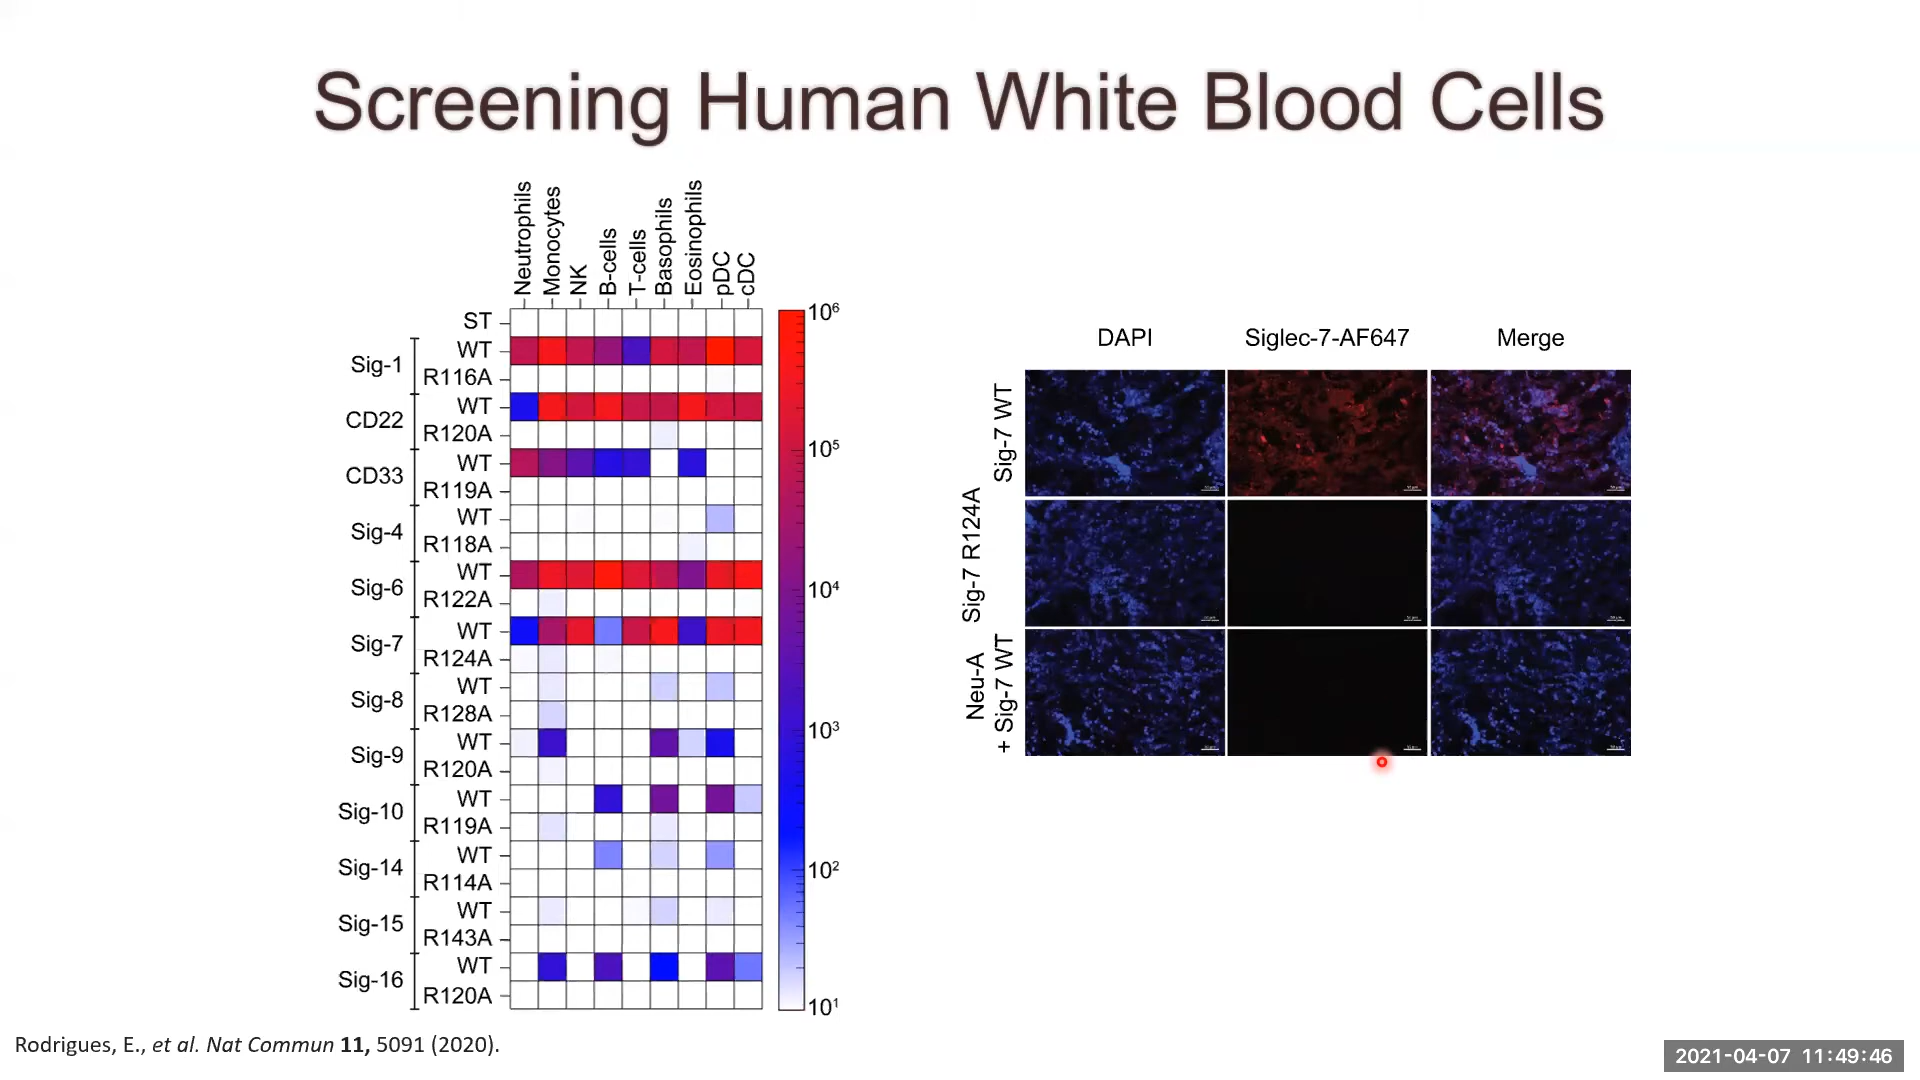 Screening Human White Blood Cells
Neutrophils
Monocytes
NK
B-cells
T-cells
Basophils
Eosinophils
pDC
cDC
ST
Sig-1
WT
R116A
CD22
WT
R120A
CD33
WT
R119A
Sig-4
WT
R118A
Sig-6
WT
R122A
Sig-7
WT
R124A
Sig-8
WT
R128A
Sig-9
WT
R120A
Sig-10
WT
R119A
Sig-14
WT
R114A
Sig-15
WT
R143A
Sig-16
WT
R120A
10⁶
10⁵
10⁴
10³
10²
10¹
DAPI Siglec-7-AF647 Merge
Sig-7 WT
Sig-7 R124A
Neu-A
+ Sig-7 WT
Rodrigues, E., et al. Nat Commun 11, 5091 (2020).
2021-04-07 11:49:46